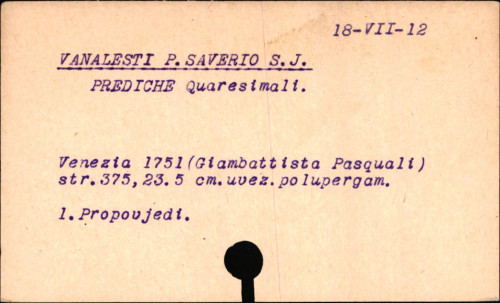 18-VII-12
VANALESTI P.SAVERIO S.J.
PREDICHE Quaresimali.
Venezia 1751(Giambattista Pasquali)
str.375,23.5 cm.uvez.polupergam.
1.Propovjedi.